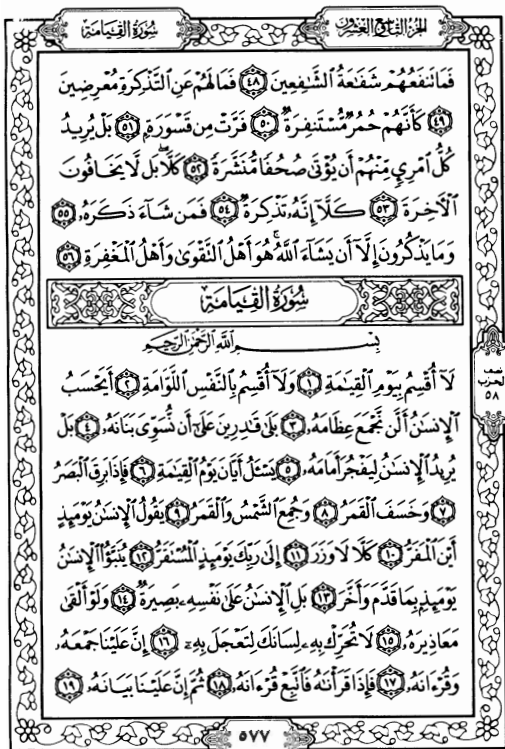 الجزء التاسع والعشرون
سورة القيامة
فَمَا تَنفَعُهُمْ شَفَٰعَةُ ٱلشَّٰفِعِينَ ٤٨ فَمَا لَهُمْ عَنِ ٱلتَّذْكِرَةِ مُعْرِضِينَ
٤٩ كَأَنَّهُمْ حُمُرٌ مُّسْتَنفِرَةٌ ٥٠ فَرَّتْ مِن قَسْوَرَةٍ ٥١ بَلْ يُرِيدُ
كُلُّ ٱمْرِئٍ مِّنْهُمْ أَن يُؤْتَىٰ صُحُفًا مُّنَشَّرَةً ٥٢ كَلَّا ۖ بَل لَّا يَخَافُونَ
ٱلْأَخِرَةَ ٥٣ كَلَّآ إِنَّهُۥ تَذْكِرَةٌ ٥٤ فَمَن شَآءَ ذَكَرَهُۥ ٥٥
وَمَا يَذْكُرُونَ إِلَّآ أَن يَشَآءَ ٱللَّهُ ۚ هُوَ أَهْلُ ٱلتَّقْوَىٰ وَأَهْلُ ٱلْمَغْفِرَةِ ٥٦
سورة القيامة
بِسْمِ ٱللَّهِ ٱلرَّحْمَٰنِ ٱلرَّحِيمِ
لَآ أُقْسِمُ بِيَوْمِ ٱلْقِيَٰمَةِ ١ وَلَآ أُقْسِمُ بِٱلنَّفْسِ ٱللَّوَّامَةِ ٢ أَيَحْسَبُ
ٱلْإِنسَٰنُ أَلَّن نَّجْمَعَ عِظَامَهُۥ ٣ بَلَىٰ قَٰدِرِينَ عَلَىٰٓ أَن نُّسَوِّىَ بَنَانَهُۥ ٤ بَلْ
يُرِيدُ ٱلْإِنسَٰنُ لِيَفْجُرَ أَمَامَهُۥ ٥ يَسْـَٔلُ أَيَّانَ يَوْمُ ٱلْقِيَٰمَةِ ٦ فَإِذَا بَرِقَ ٱلْبَصَرُ
٧ وَخَسَفَ ٱلْقَمَرُ ٨ وَجُمِعَ ٱلشَّمْسُ وَٱلْقَمَرُ ٩ يَقُولُ ٱلْإِنسَٰنُ يَوْمَئِذٍ
أَيْنَ ٱلْمَفَرُّ ١٠ كَلَّا لَا وَزَرَ ١١ إِلَىٰ رَبِّكَ يَوْمَئِذٍ ٱلْمُسْتَقَرُّ ١٢ يُنَبَّؤُا۟ ٱلْإِنسَٰنُ
يَوْمَئِذٍۭ بِمَا قَدَّمَ وَأَخَّرَ ١٣ بَلِ ٱلْإِنسَٰنُ عَلَىٰ نَفْسِهِۦ بَصِيرَةٌ ١٤ وَلَوْ أَلْقَىٰ
مَعَاذِيرَهُۥ ١٥ لَا تُحَرِّكْ بِهِۦ لِسَانَكَ لِتَعْجَلَ بِهِۦٓ ١٦ إِنَّ عَلَيْنَا جَمْعَهُۥ
وَقُرْءَانَهُۥ ١٧ فَإِذَا قَرَأْنَٰهُ فَٱتَّبِعْ قُرْءَانَهُۥ ١٨ ثُمَّ إِنَّ عَلَيْنَا بَيَانَهُۥ ١٩
نصف
الحزب
٥٨
٥٧٧